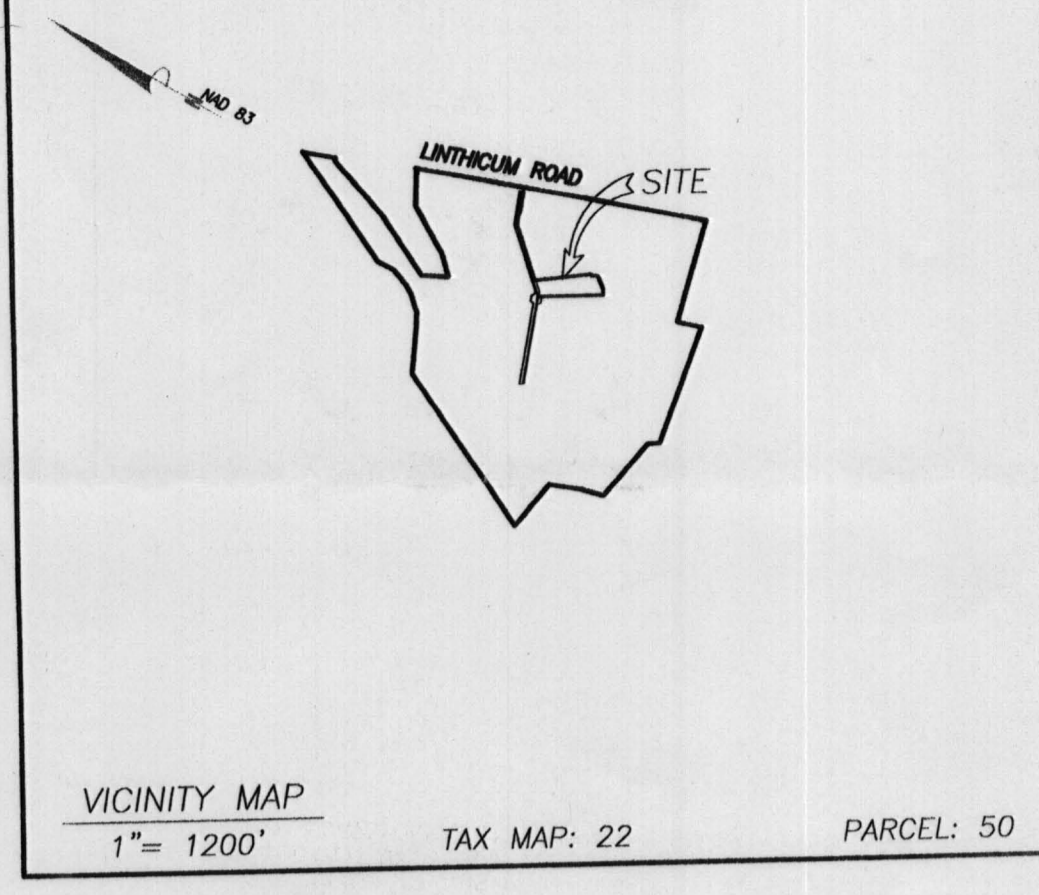 NAD 83
LINTHICUM ROAD
SITE
VICINITY MAP
1"= 1200'
TAX MAP: 22
PARCEL: 50